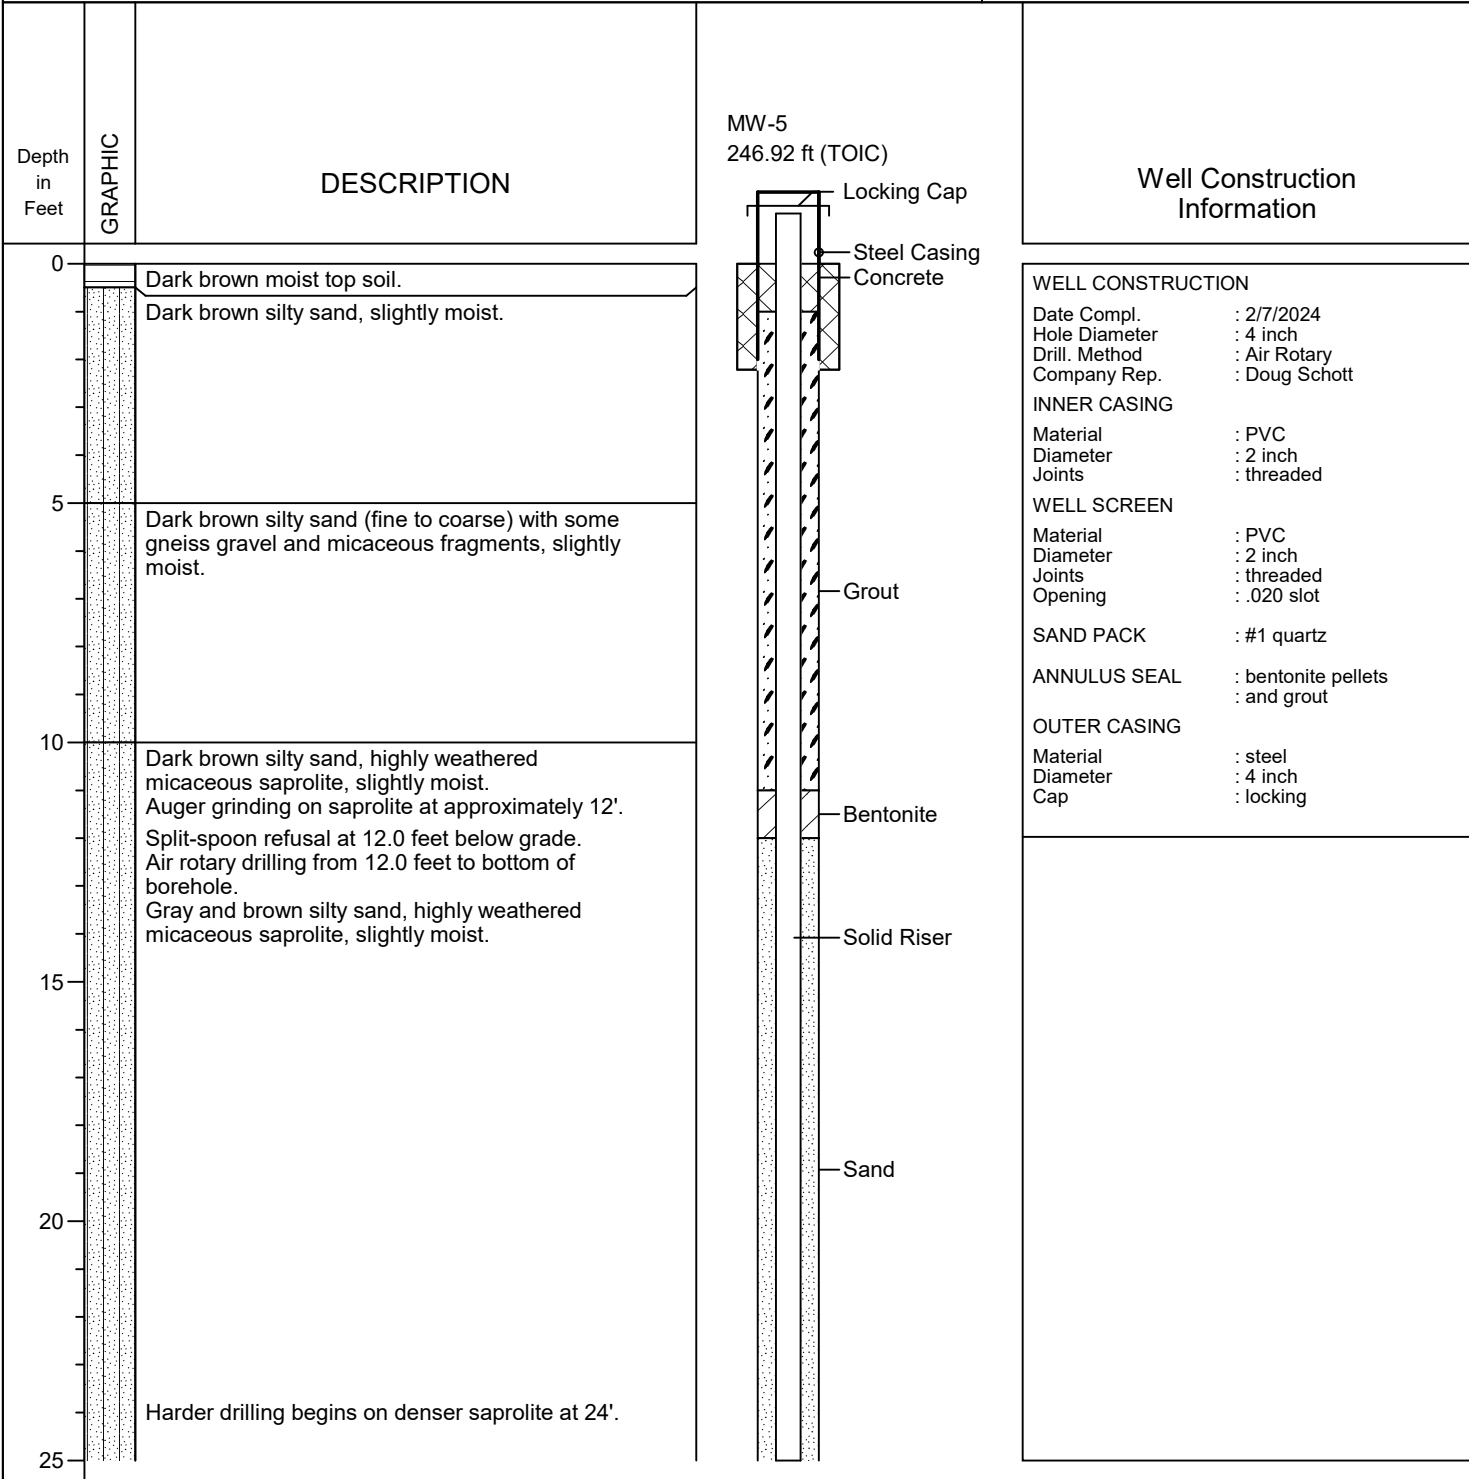 Depth
in
Feet
GRAPHIC
DESCRIPTION
MW-5
246.92 ft (TOIC)
Locking Cap
Steel Casing
Concrete
Grout
Bentonite
Solid Riser
Sand
Well Construction
Information
0
5
10
15
20
25
Dark brown moist top soil.
Dark brown silty sand, slightly moist.
Dark brown silty sand (fine to coarse) with some
gneiss gravel and micaceous fragments, slightly
moist.
Dark brown silty sand, highly weathered
micaceous saprolite, slightly moist.
Auger grinding on saprolite at approximately 12'.
Split-spoon refusal at 12.0 feet below grade.
Air rotary drilling from 12.0 feet to bottom of
borehole.
Gray and brown silty sand, highly weathered
micaceous saprolite, slightly moist.
Harder drilling begins on denser saprolite at 24'.
WELL CONSTRUCTION
Date Compl. : 2/7/2024
Hole Diameter : 4 inch
Drill. Method : Air Rotary
Company Rep. : Doug Schott
INNER CASING
Material : PVC
Diameter : 2 inch
Joints : threaded
WELL SCREEN
Material : PVC
Diameter : 2 inch
Joints : threaded
Opening : .020 slot
SAND PACK : #1 quartz
ANNULUS SEAL : bentonite pellets
: and grout
OUTER CASING
Material : steel
Diameter : 4 inch
Cap : locking